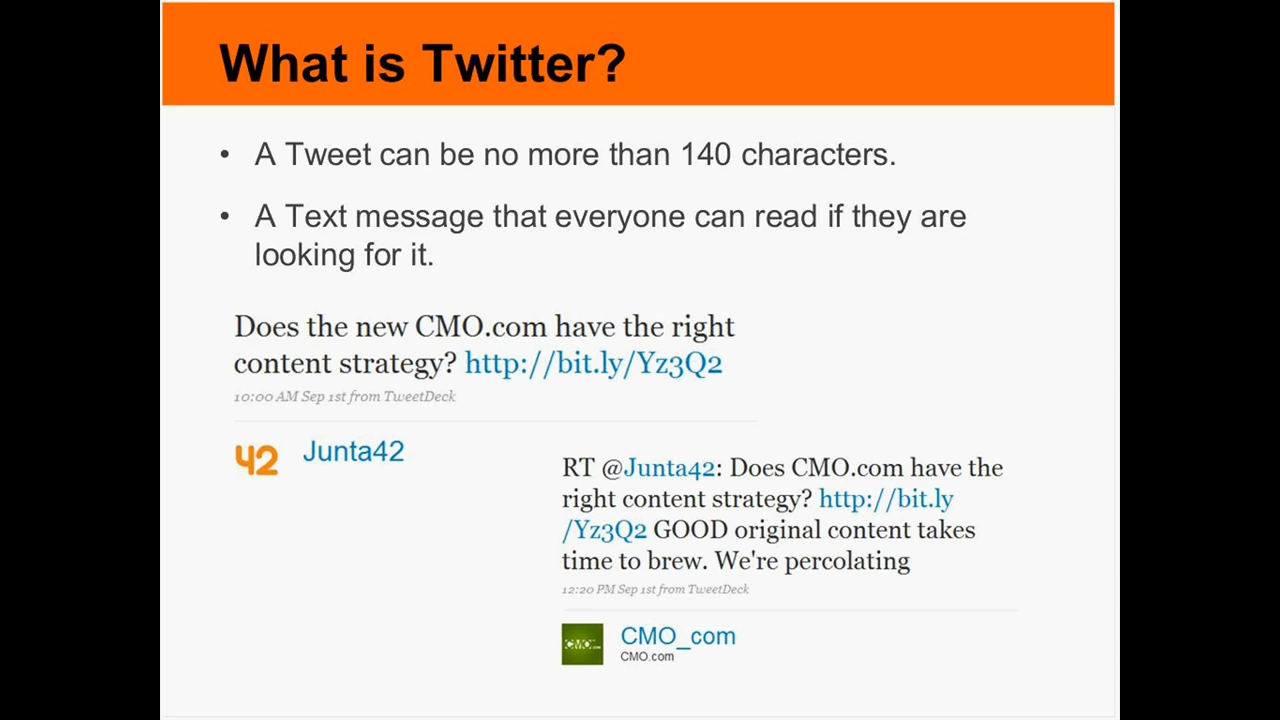 What is Twitter?
• A Tweet can be no more than 140 characters.
• A Text message that everyone can read if they are
looking for it.
Does the new CMO.com have the right
content strategy? http://bit.ly/Yz3Q2
10:00 AM Sep 1st from TweetDeck
42 Junta42
RT @Junta42: Does CMO.com have the
right content strategy? http://bit.ly
/Yz3Q2 GOOD original content takes
time to brew. We're percolating
12:20 PM Sep 1st from TweetDeck
CMO.com
CMO_com
CMO.com